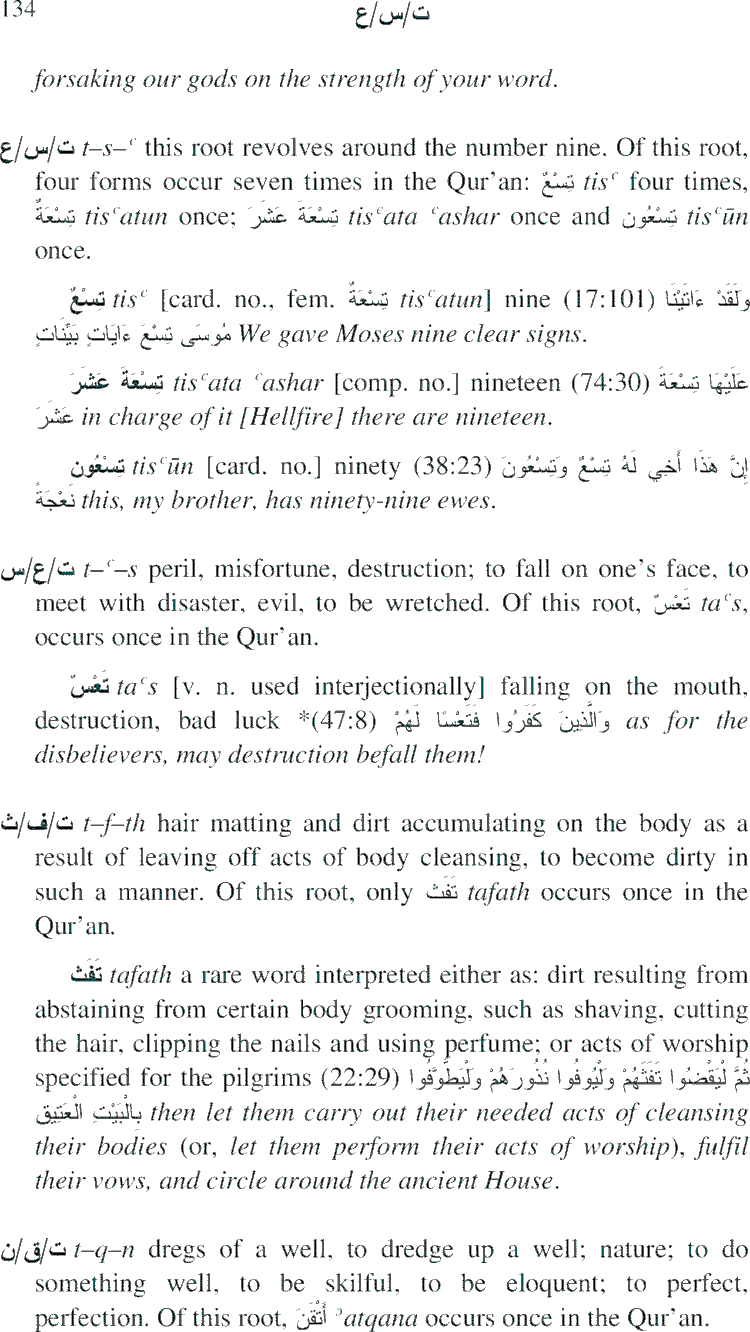 134 ت/س/ع
forsaking our gods on the strength of your word.
ت/س/ع t–s–ᶜ this root revolves around the number nine. Of this root,
four forms occur seven times in the Qur’an: تِسْعٌ tisᶜ four times,
تِسْعَةٌ tisᶜatun once; تِسْعَةَ عَشَرَ tisᶜata ᶜashar once and تِسْعُون tisᶜūn
once.
تِسْعٌ tisᶜ [card. no., fem. تِسْعَةٌ tisᶜatun] nine (17:101) وَلَقَدْ ءَاتَيْنَا
مُوسَى تِسْعَ ءَايَاتٍ بَيِّنَاتٍ We gave Moses nine clear signs.
تِسْعَةَ عَشَرَ tisᶜata ᶜashar [comp. no.] nineteen (74:30) عَلَيْهَا تِسْعَةَ
عَشَرَ in charge of it [Hellfire] there are nineteen.
تِسْعُون tisᶜūn [card. no.] ninety (38:23) إِنَّ هَذَا أَخِي لَهُ تِسْعٌ وَتِسْعُونَ
نَعْجَةً this, my brother, has ninety-nine ewes.
ت/ع/س t–ᶜ–s peril, misfortune, destruction; to fall on one’s face, to
meet with disaster, evil, to be wretched. Of this root, تَعْسٌ taᶜs,
occurs once in the Qur’an.
تَعْسٌ taᶜs [v. n. used interjectionally] falling on the mouth,
destruction, bad luck *(47:8) وَالَّذِينَ كَفَرُوا فَتَعْسًا لَهُمْ as for the
disbelievers, may destruction befall them!
ت/ف/ث t–f–th hair matting and dirt accumulating on the body as a
result of leaving off acts of body cleansing, to become dirty in
such a manner. Of this root, only تَفَث tafath occurs once in the
Qur’an.
تَفَث tafath a rare word interpreted either as: dirt resulting from
abstaining from certain body grooming, such as shaving, cutting
the hair, clipping the nails and using perfume; or acts of worship
specified for the pilgrims (22:29) ثُمَّ لْيَقْضُوا تَفَثَهُمْ وَلْيُوفُوا نُذُورَهُمْ وَلْيَطَّوَّفُوا
بِالْبَيْتِ الْعَتِيقِ then let them carry out their needed acts of cleansing
their bodies (or, let them perform their acts of worship), fulfil
their vows, and circle around the ancient House.
ت/ق/ن t–q–n dregs of a well, to dredge up a well; nature; to do
something well, to be skilful, to be eloquent; to perfect,
perfection. Of this root, أَتْقَنَ ᵓatqana occurs once in the Qur’an.